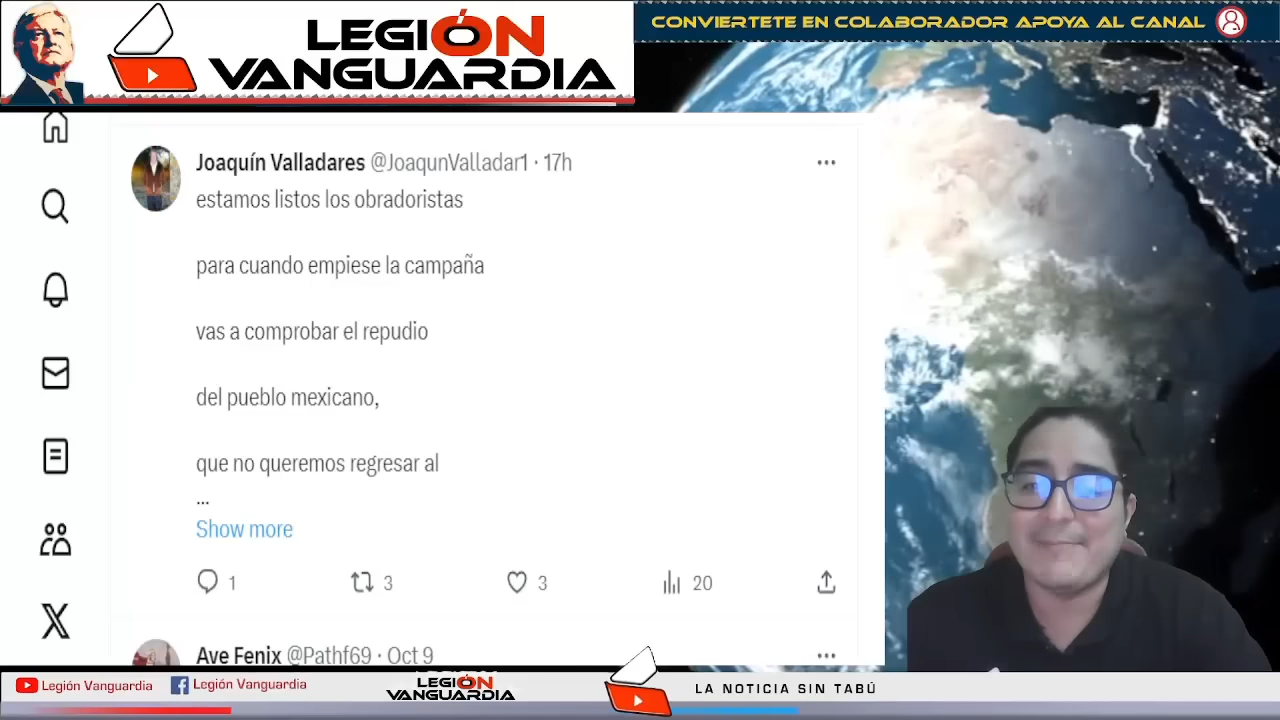 LEGIÓN
VANGUARDIA
CONVIERTETE EN COLABORADOR APOYA AL CANAL
Joaquín Valladares @JoaqunValladar1 · 17h
estamos listos los obradoristas
para cuando empiese la campaña
vas a comprobar el repudio
del pueblo mexicano,
que no queremos regresar al
...
Show more
1 3 3 20
Ave Fenix @Pathf69 · Oct 9
Legión Vanguardia
Legión Vanguardia
LEGIÓN
VANGUARDIA
LA NOTICIA SIN TABÚ